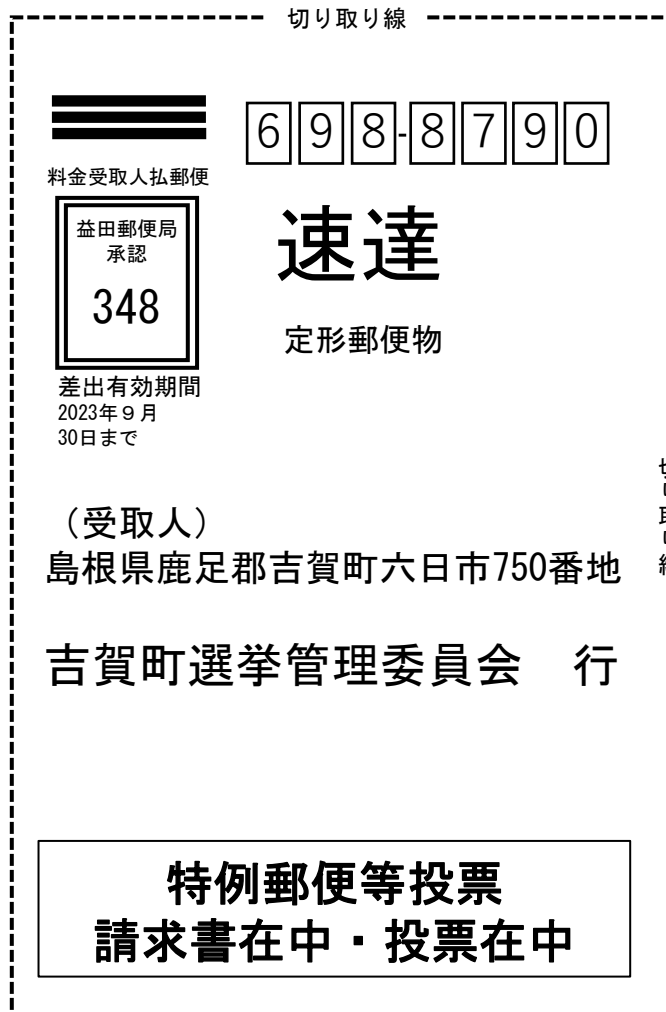 切り取り線
698-8790
料金受取人払郵便
益田郵便局
承認
348
速達
定形郵便物
差出有効期間
2023年９月
30日まで
（受取人）
島根県鹿足郡吉賀町六日市750番地
吉賀町選挙管理委員会　行
特例郵便等投票
請求書在中・投票在中